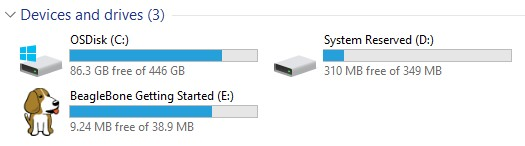 Devices and drives (3)
OSDisk (C:)
86.3 GB free of 446 GB
System Reserved (D:)
310 MB free of 349 MB
BeagleBone Getting Started (E:)
9.24 MB free of 38.9 MB